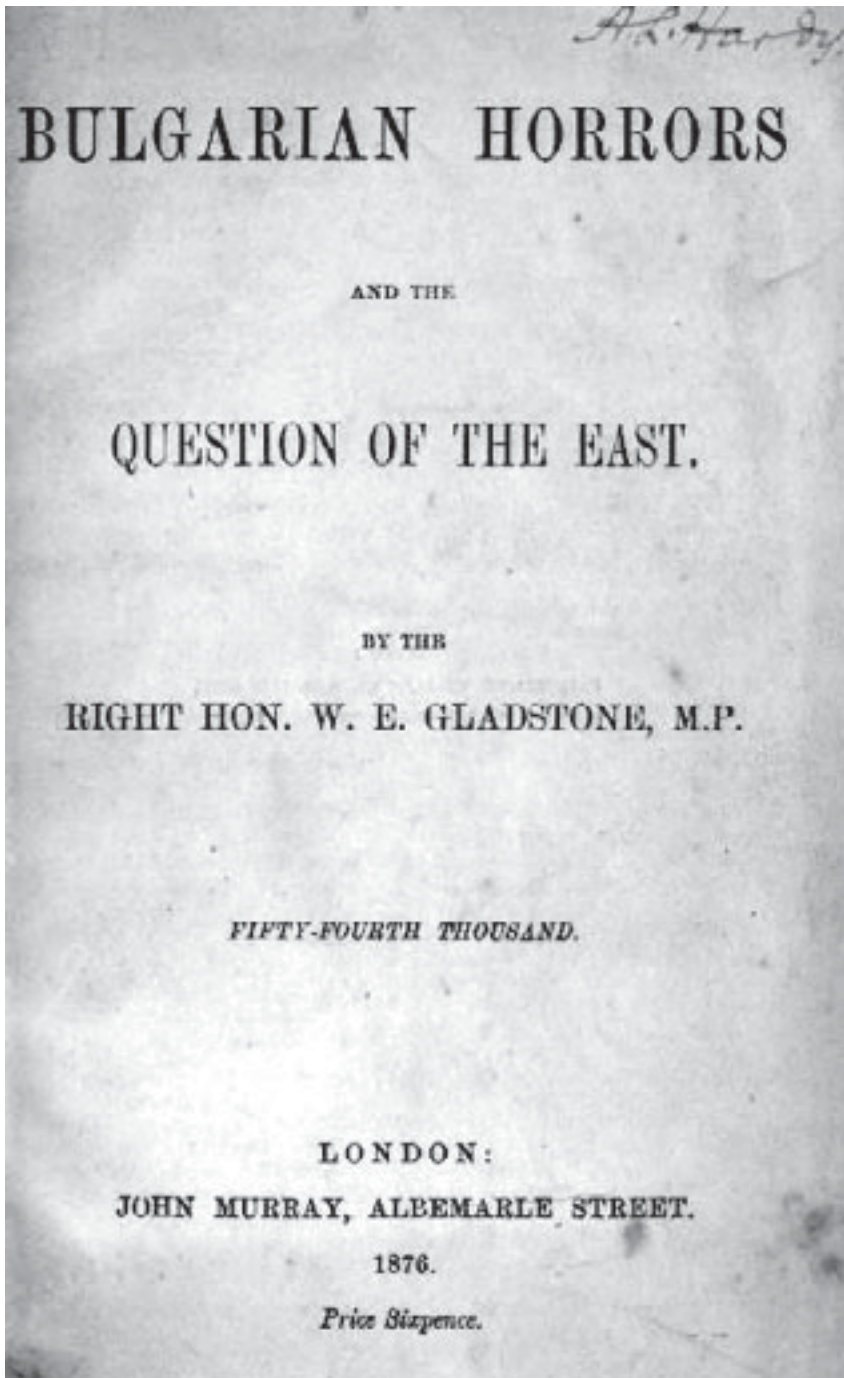 A.L. Hardy.
BULGARIAN HORRORS
AND THE
QUESTION OF THE EAST.
BY THE
RIGHT HON. W. E. GLADSTONE, M.P.
FIFTY-FOURTH THOUSAND.
LONDON:
JOHN MURRAY, ALBEMARLE STREET.
1876.
Price Sixpence.